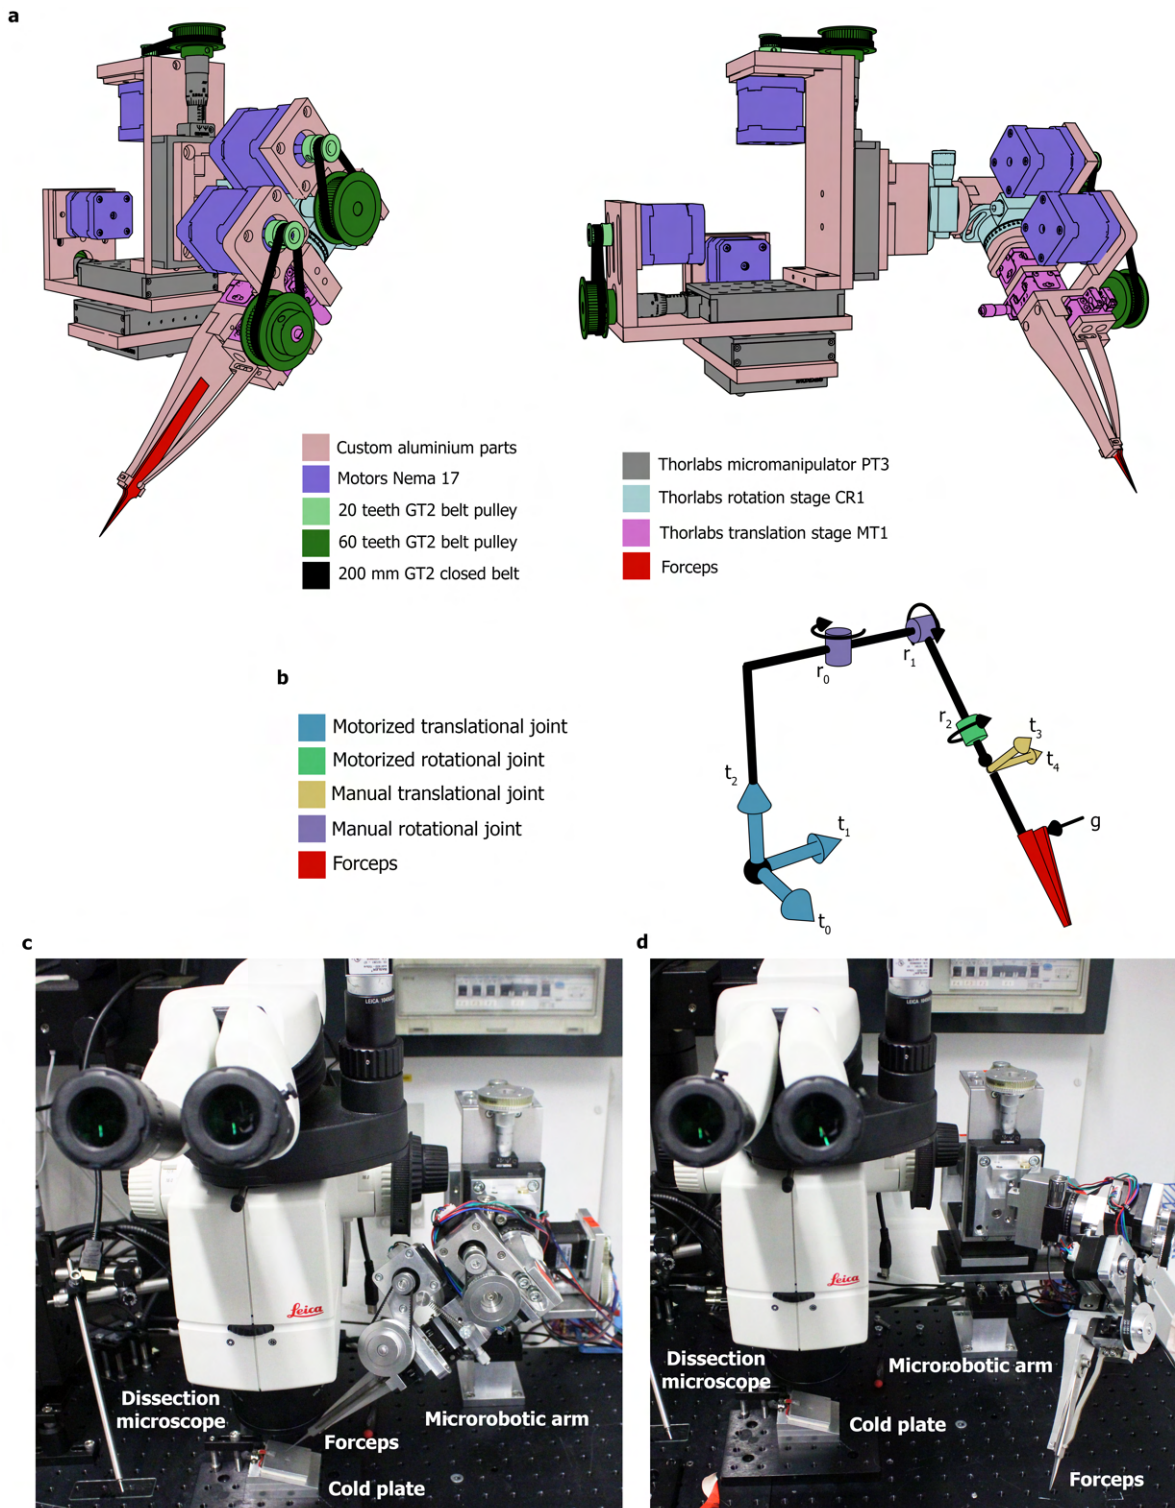 a
Custom aluminium parts
Motors Nema 17
20 teeth GT2 belt pulley
60 teeth GT2 belt pulley
200 mm GT2 closed belt
Thorlabs micromanipulator PT3
Thorlabs rotation stage CR1
Thorlabs translation stage MT1
Forceps
b
Motorized translational joint
Motorized rotational joint
Manual translational joint
Manual rotational joint
Forceps
r0
r1
r2
t3
t4
t2
t1
g
t0
c
Leica
Dissection
microscope
Microrobotic arm
Forceps
Cold plate
d
Leica
Dissection
microscope
Microrobotic arm
Cold plate
Forceps